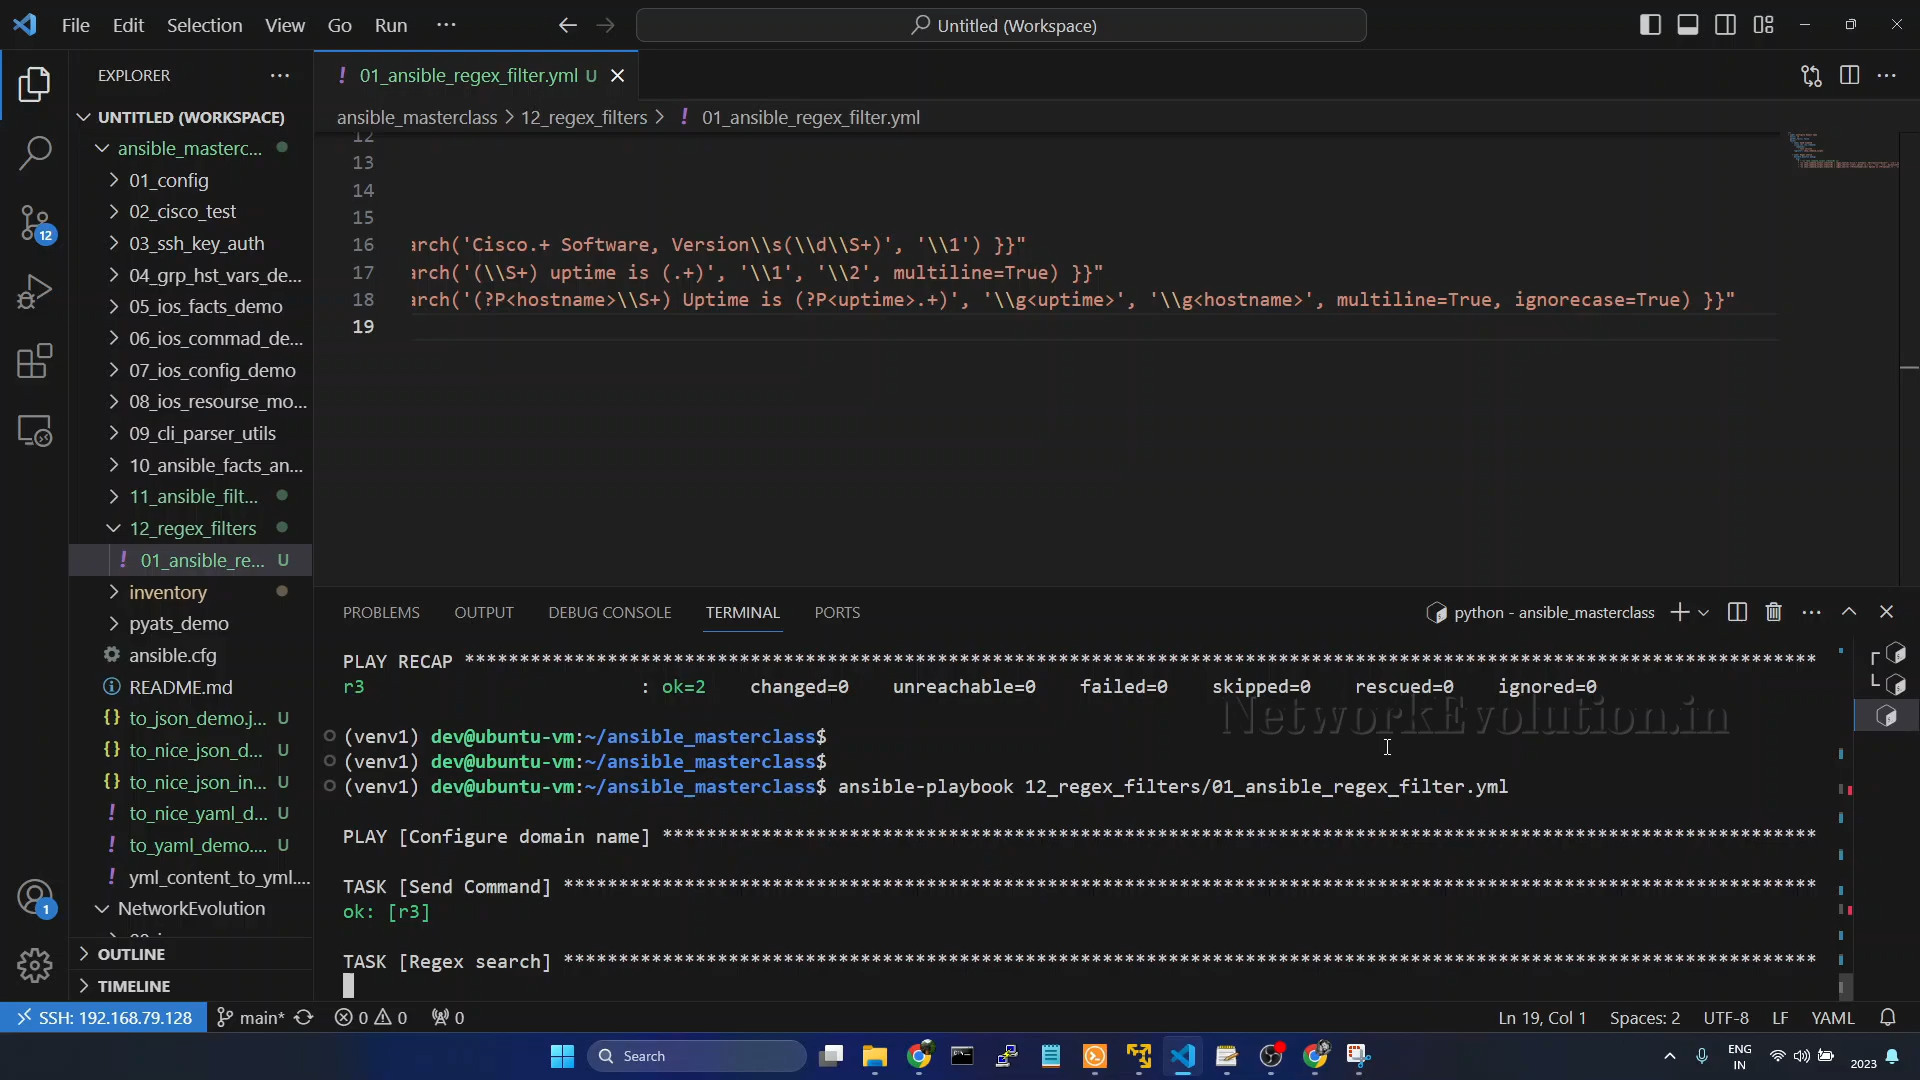 File Edit Selection View Go Run ···
Untitled (Workspace)
EXPLORER
UNTITLED (WORKSPACE)
ansible_masterc...
01_config
02_cisco_test
03_ssh_key_auth
04_grp_hst_vars_de...
05_ios_facts_demo
06_ios_commad_de...
07_ios_config_demo
08_ios_resourse_mo...
09_cli_parser_utils
10_ansible_facts_an...
11_ansible_filt...
12_regex_filters
01_ansible_re... U
inventory
pyats_demo
ansible.cfg
README.md
to_json_demo.j... U
to_nice_json_d... U
to_nice_json_in... U
to_nice_yaml_d... U
to_yaml_demo.... U
yml_content_to_yml....
NetworkEvolution
OUTLINE
TIMELINE
12
1
! 01_ansible_regex_filter.yml U
ansible_masterclass > 12_regex_filters > ! 01_ansible_regex_filter.yml
12
13
14
15
16 arch('Cisco.+ Software, Version\\s(\\d\\S+)', '\\1') }}"
17 arch('(\\S+) uptime is (.+)', '\\1', '\\2', multiline=True) }}"
18 arch('(?P<hostname>\\S+) Uptime is (?P<uptime>.+)', '\\g<uptime>', '\\g<hostname>', multiline=True, ignorecase=True) }}"
19
PROBLEMS OUTPUT DEBUG CONSOLE TERMINAL PORTS
python - ansible_masterclass
PLAY RECAP ***************************************************************************************************************************
r3 : ok=2 changed=0 unreachable=0 failed=0 skipped=0 rescued=0 ignored=0
NetworkEvolution.in
(venv1) dev@ubuntu-vm:~/ansible_masterclass$
(venv1) dev@ubuntu-vm:~/ansible_masterclass$
(venv1) dev@ubuntu-vm:~/ansible_masterclass$ ansible-playbook 12_regex_filters/01_ansible_regex_filter.yml
PLAY [Configure domain name] *********************************************************************************************************
TASK [Send Command] ******************************************************************************************************************
ok: [r3]
TASK [Regex search] ******************************************************************************************************************
SSH: 192.168.79.128 main* 0 0 0
Ln 19, Col 1 Spaces: 2 UTF-8 LF YAML
Search
ENG
IN
2023